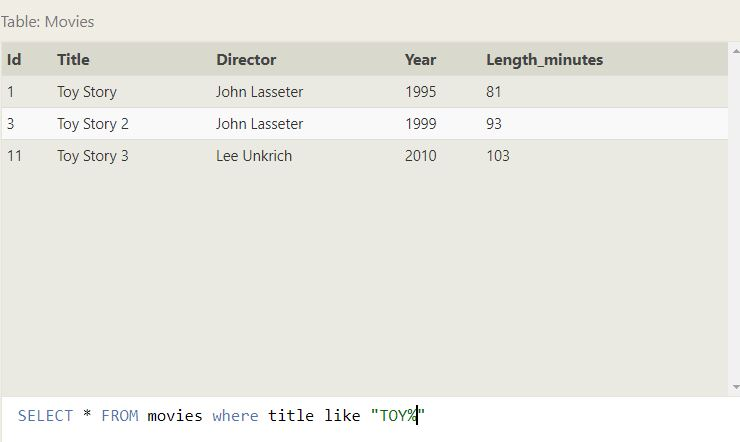 Table: Movies
Id Title Director Year Length_minutes
1 Toy Story John Lasseter 1995 81
3 Toy Story 2 John Lasseter 1999 93
11 Toy Story 3 Lee Unkrich 2010 103
SELECT * FROM movies where title like "TOY%"